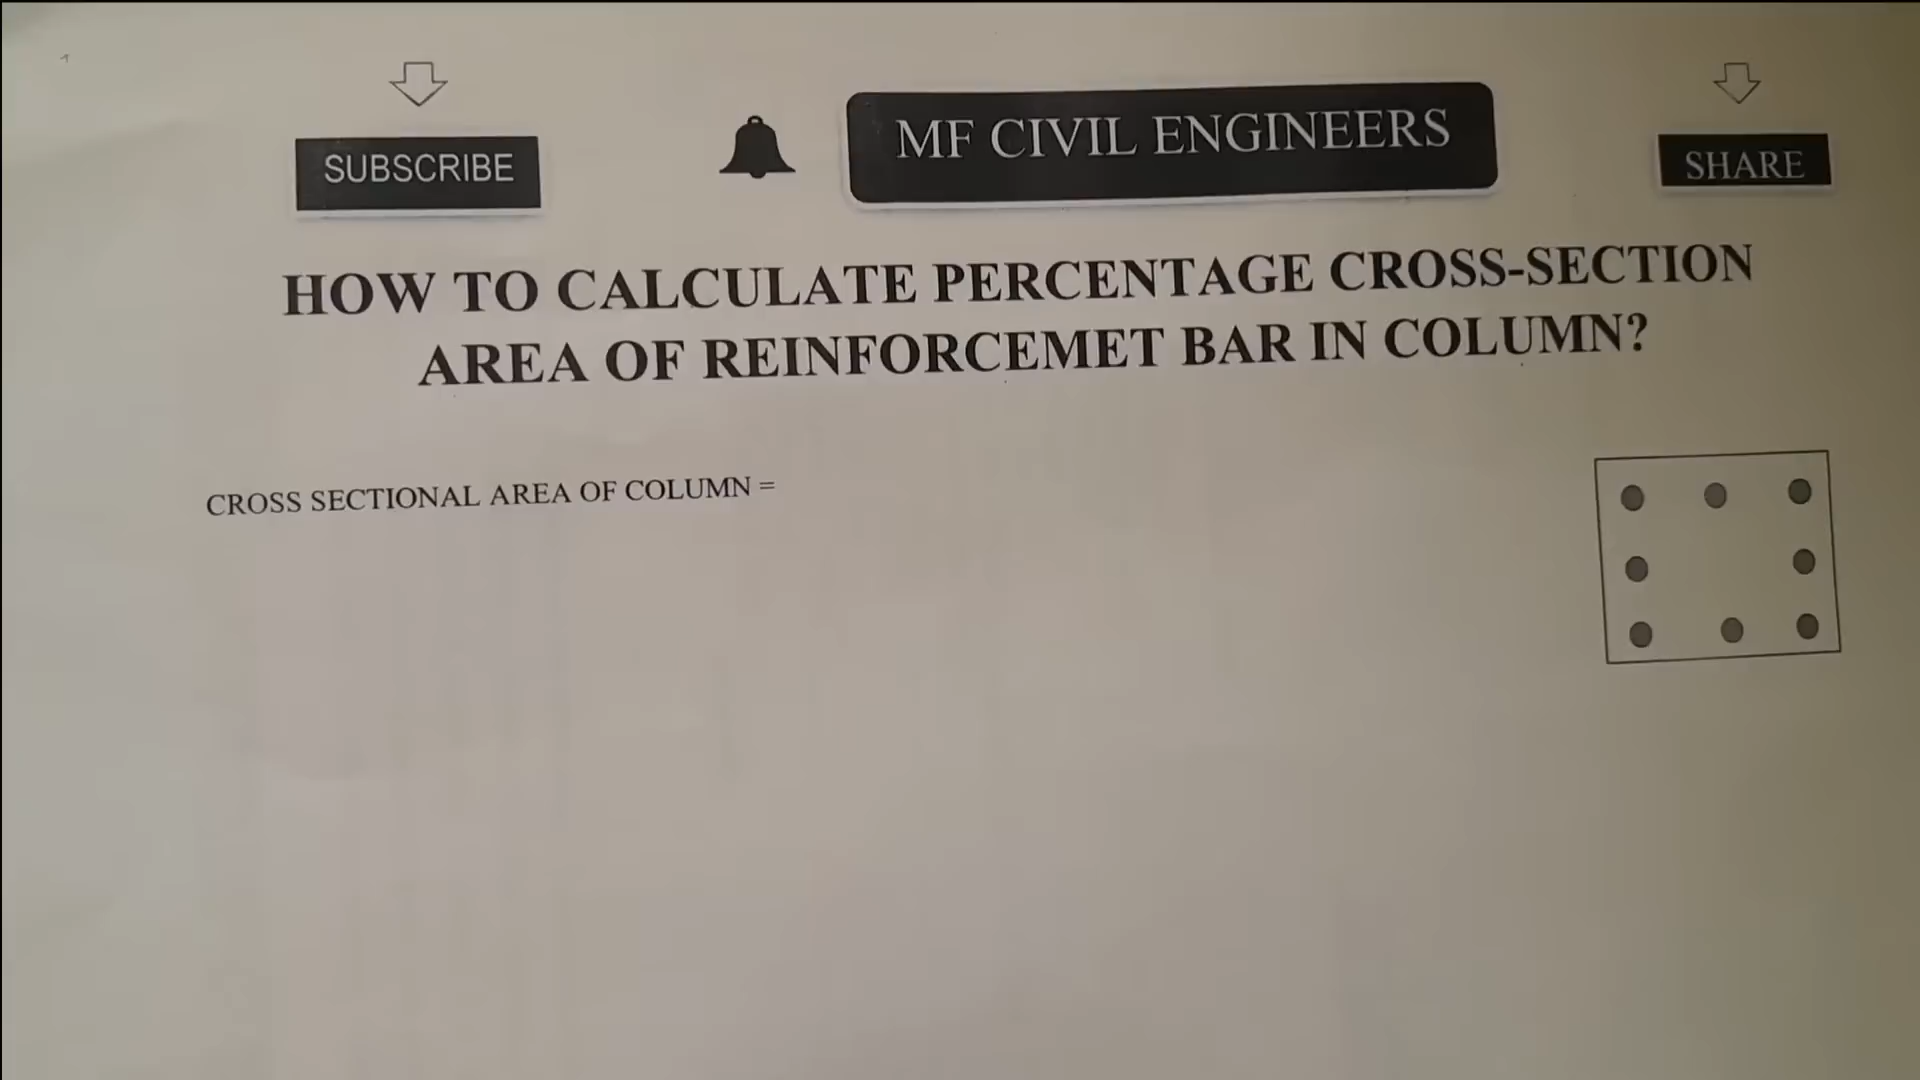 SUBSCRIBE
MF CIVIL ENGINEERS
SHARE
HOW TO CALCULATE PERCENTAGE CROSS-SECTION
AREA OF REINFORCEMET BAR IN COLUMN?
CROSS SECTIONAL AREA OF COLUMN =